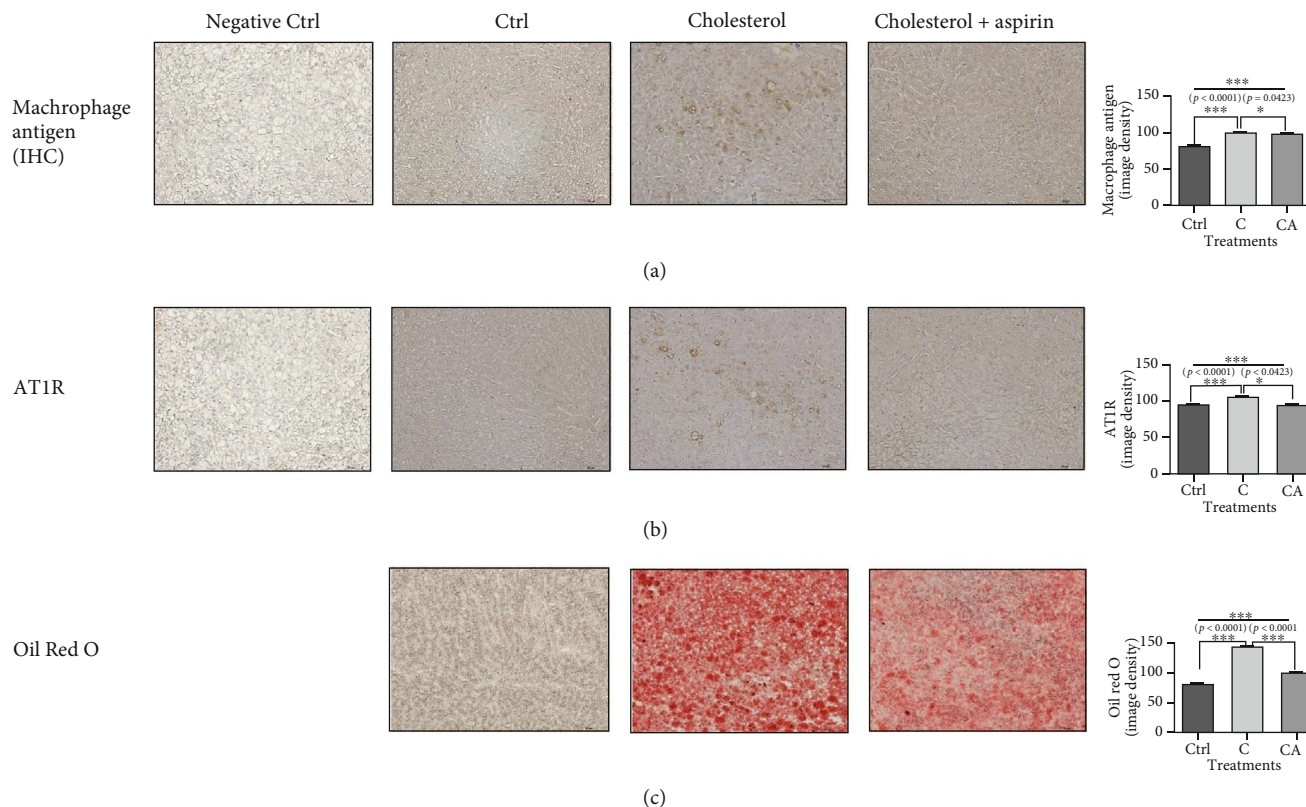 Negative Ctrl
Ctrl
Cholesterol
Cholesterol + aspirin
Machrophage
antigen
(IHC)
Macrophage antigen
(image density)
150
100
50
0
***
(p < 0.0001) (p = 0.0423)
***
*
Ctrl
C
CA
Treatments
(a)
AT1R
AT1R
(image density)
150
100
50
0
***
(p < 0.0001) (p < 0.0423)
***
*
Ctrl
C
CA
Treatments
(b)
Oil Red O
Oil red O
(image density)
150
100
50
0
***
(p < 0.0001) (p < 0.0001
***
***
Ctrl
C
CA
Treatments
(c)